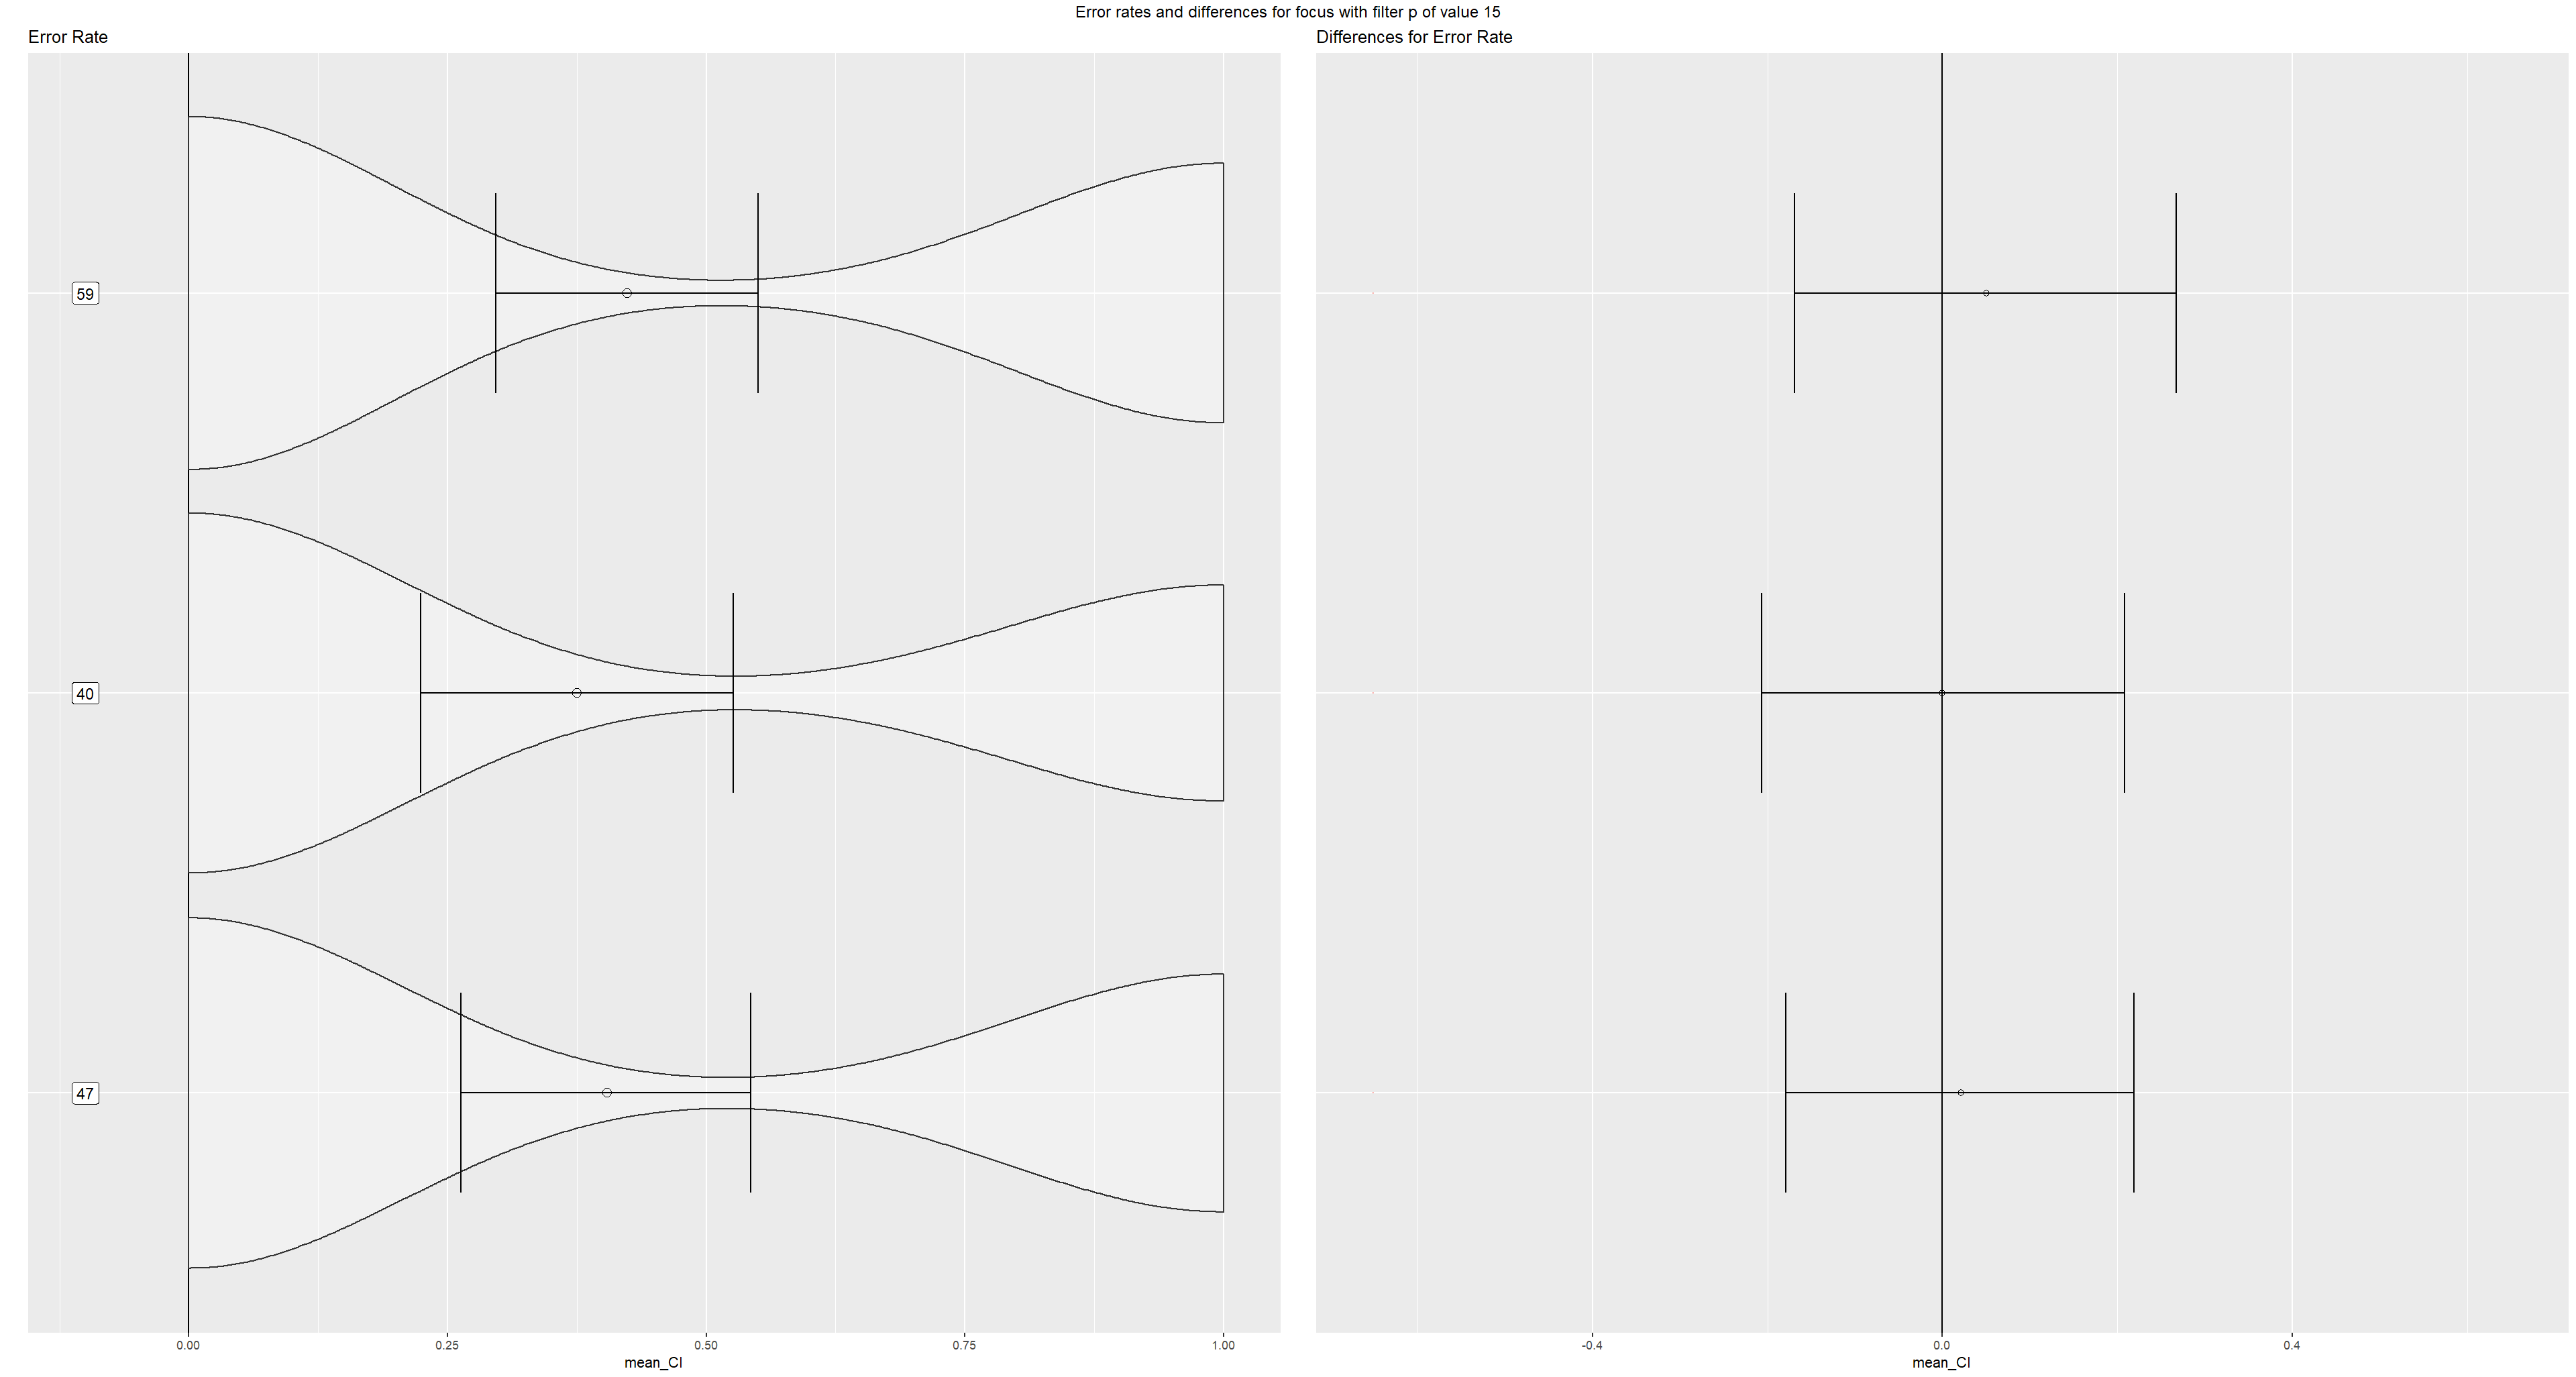 Error rates and differences for focus with filter p of value 15
Error Rate
59
40
47
0.00 0.25 0.50 0.75 1.00
mean_CI
Differences for Error Rate
-0.4 0.0 0.4
mean_CI